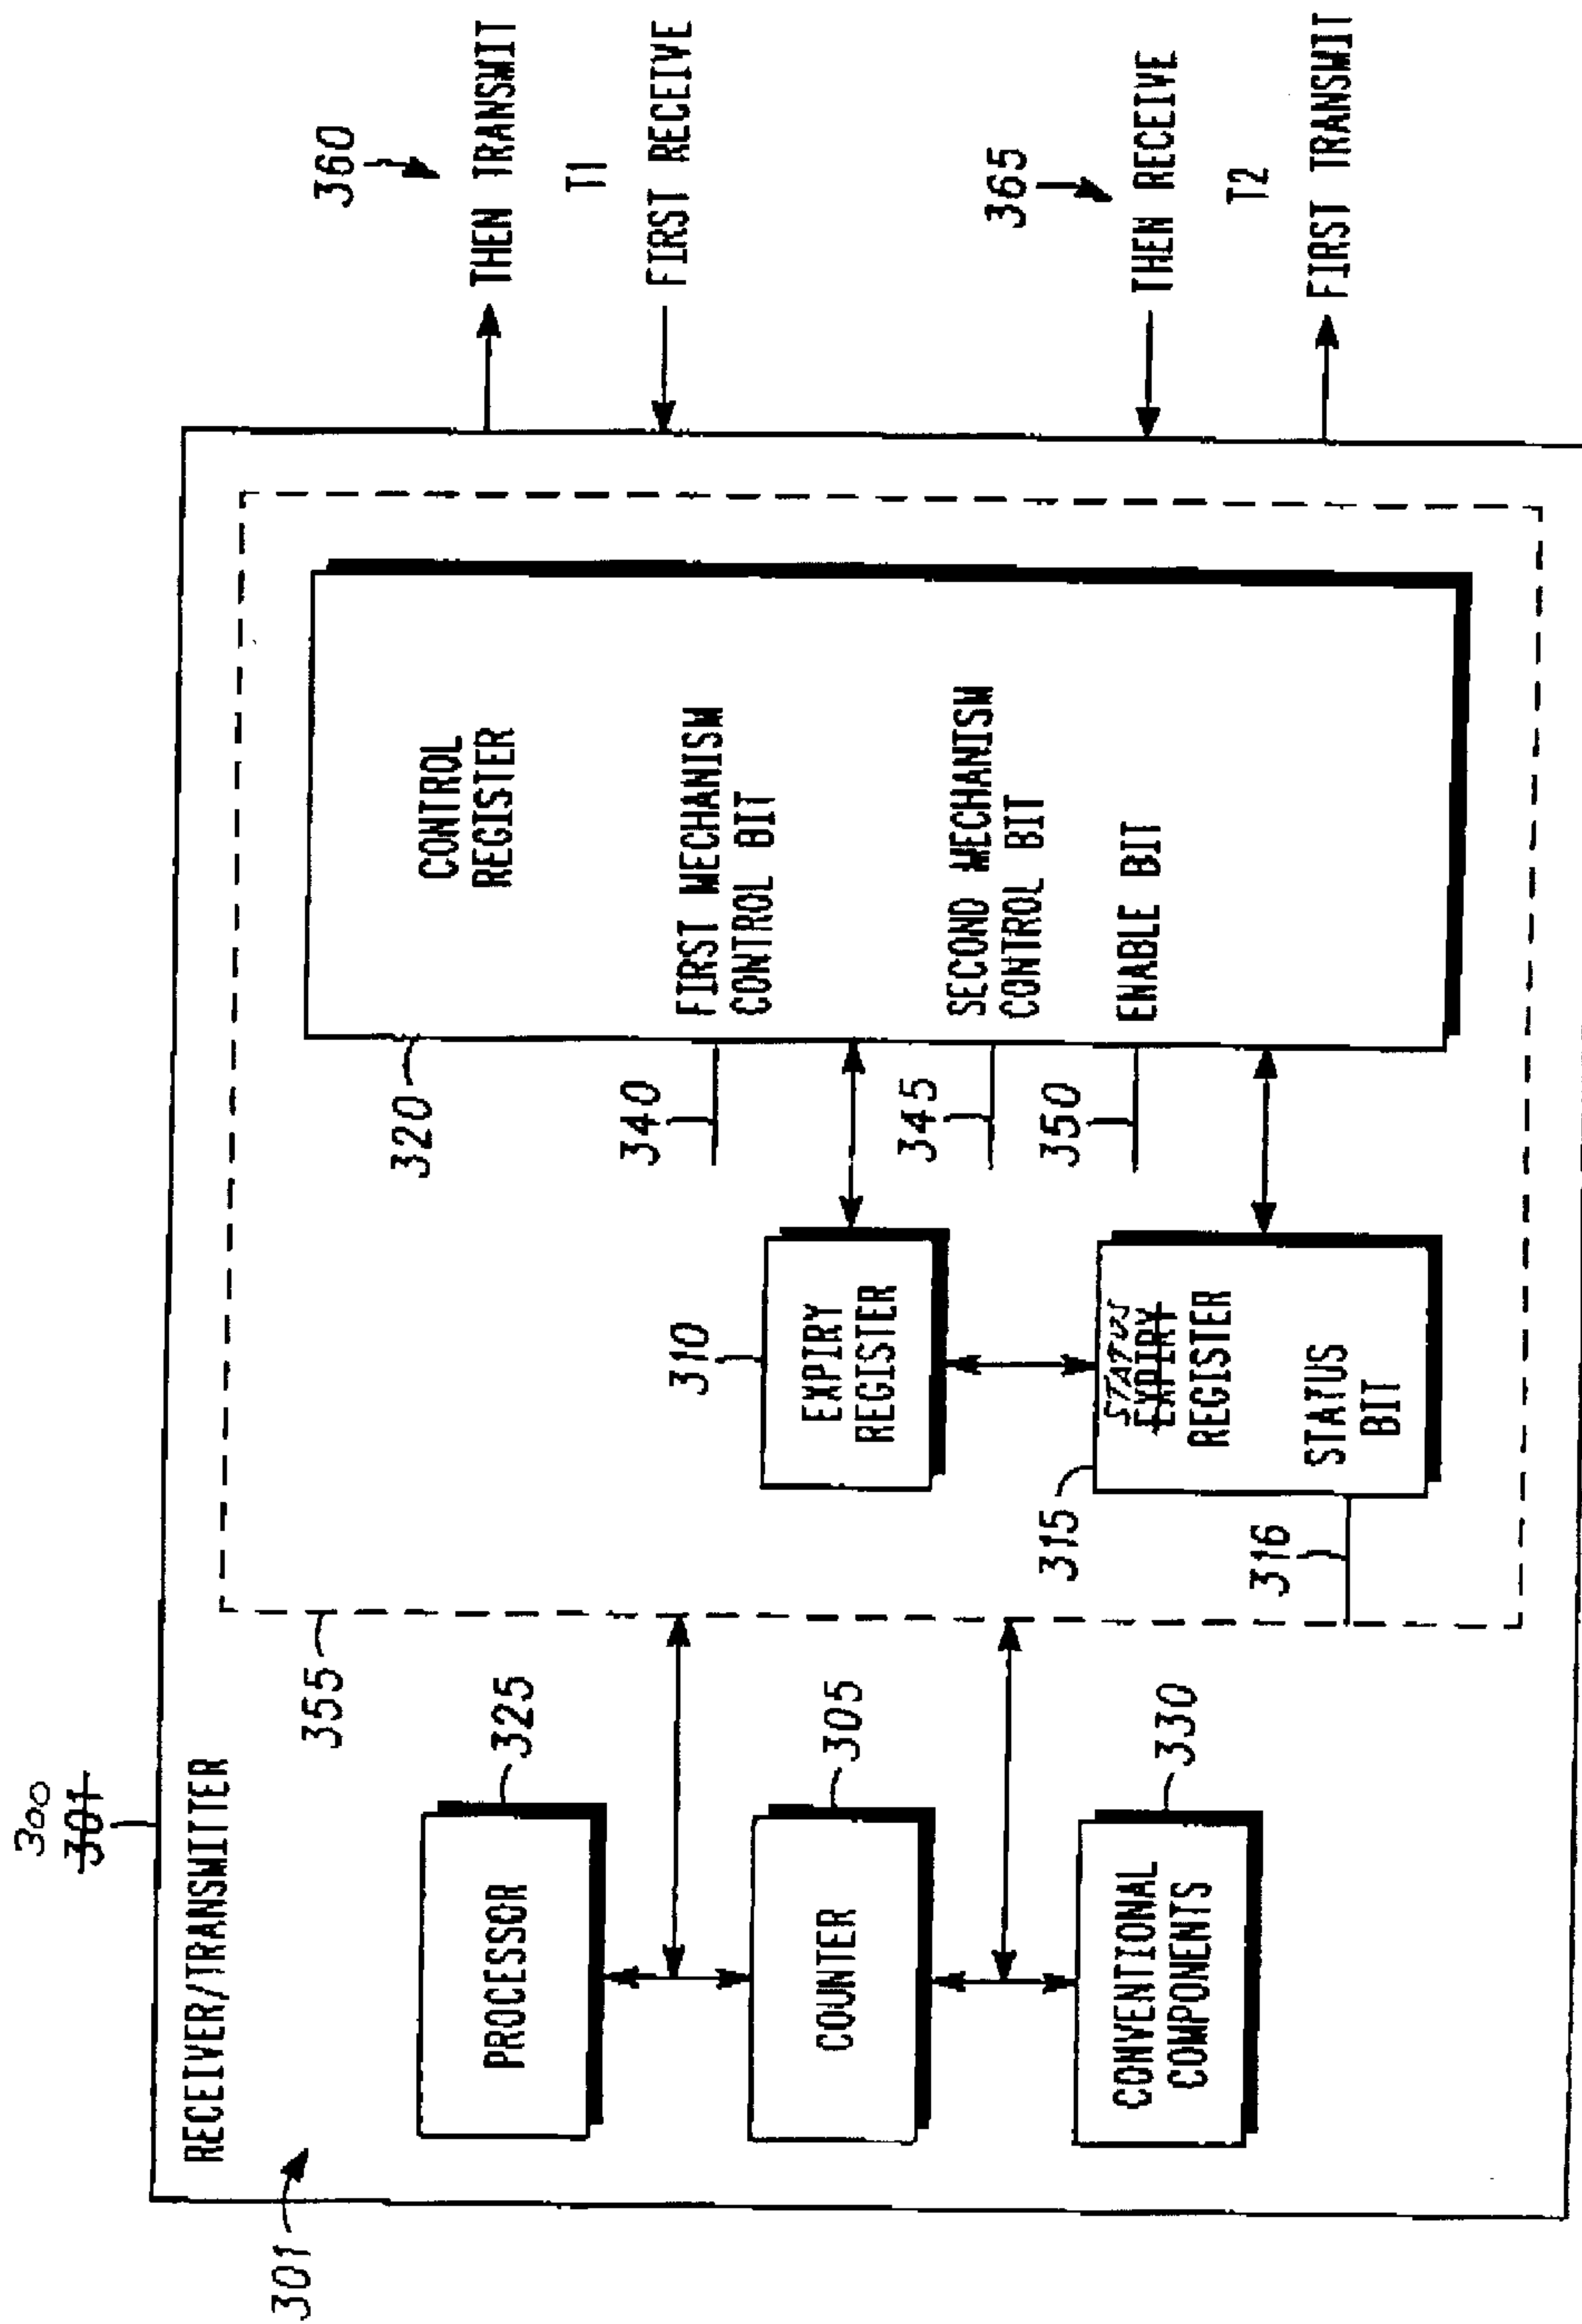 300
301
RECEIVER/TRANSMITTER
301
355
PROCESSOR
325
COUNTER
305
CONVENTIONAL
COMPONENTS
330
310
EXPIRY
REGISTER
315
STATUS
EXPIRY
REGISTER
STATUS
BIT
316
320
CONTROL
REGISTER
340
FIRST MECHANISM
CONTROL BIT
345
SECOND MECHANISM
CONTROL BIT
350
ENABLE BIT
360
THEN TRANSMIT
T1
FIRST RECEIVE
365
THEN RECEIVE
T2
FIRST TRANSMIT